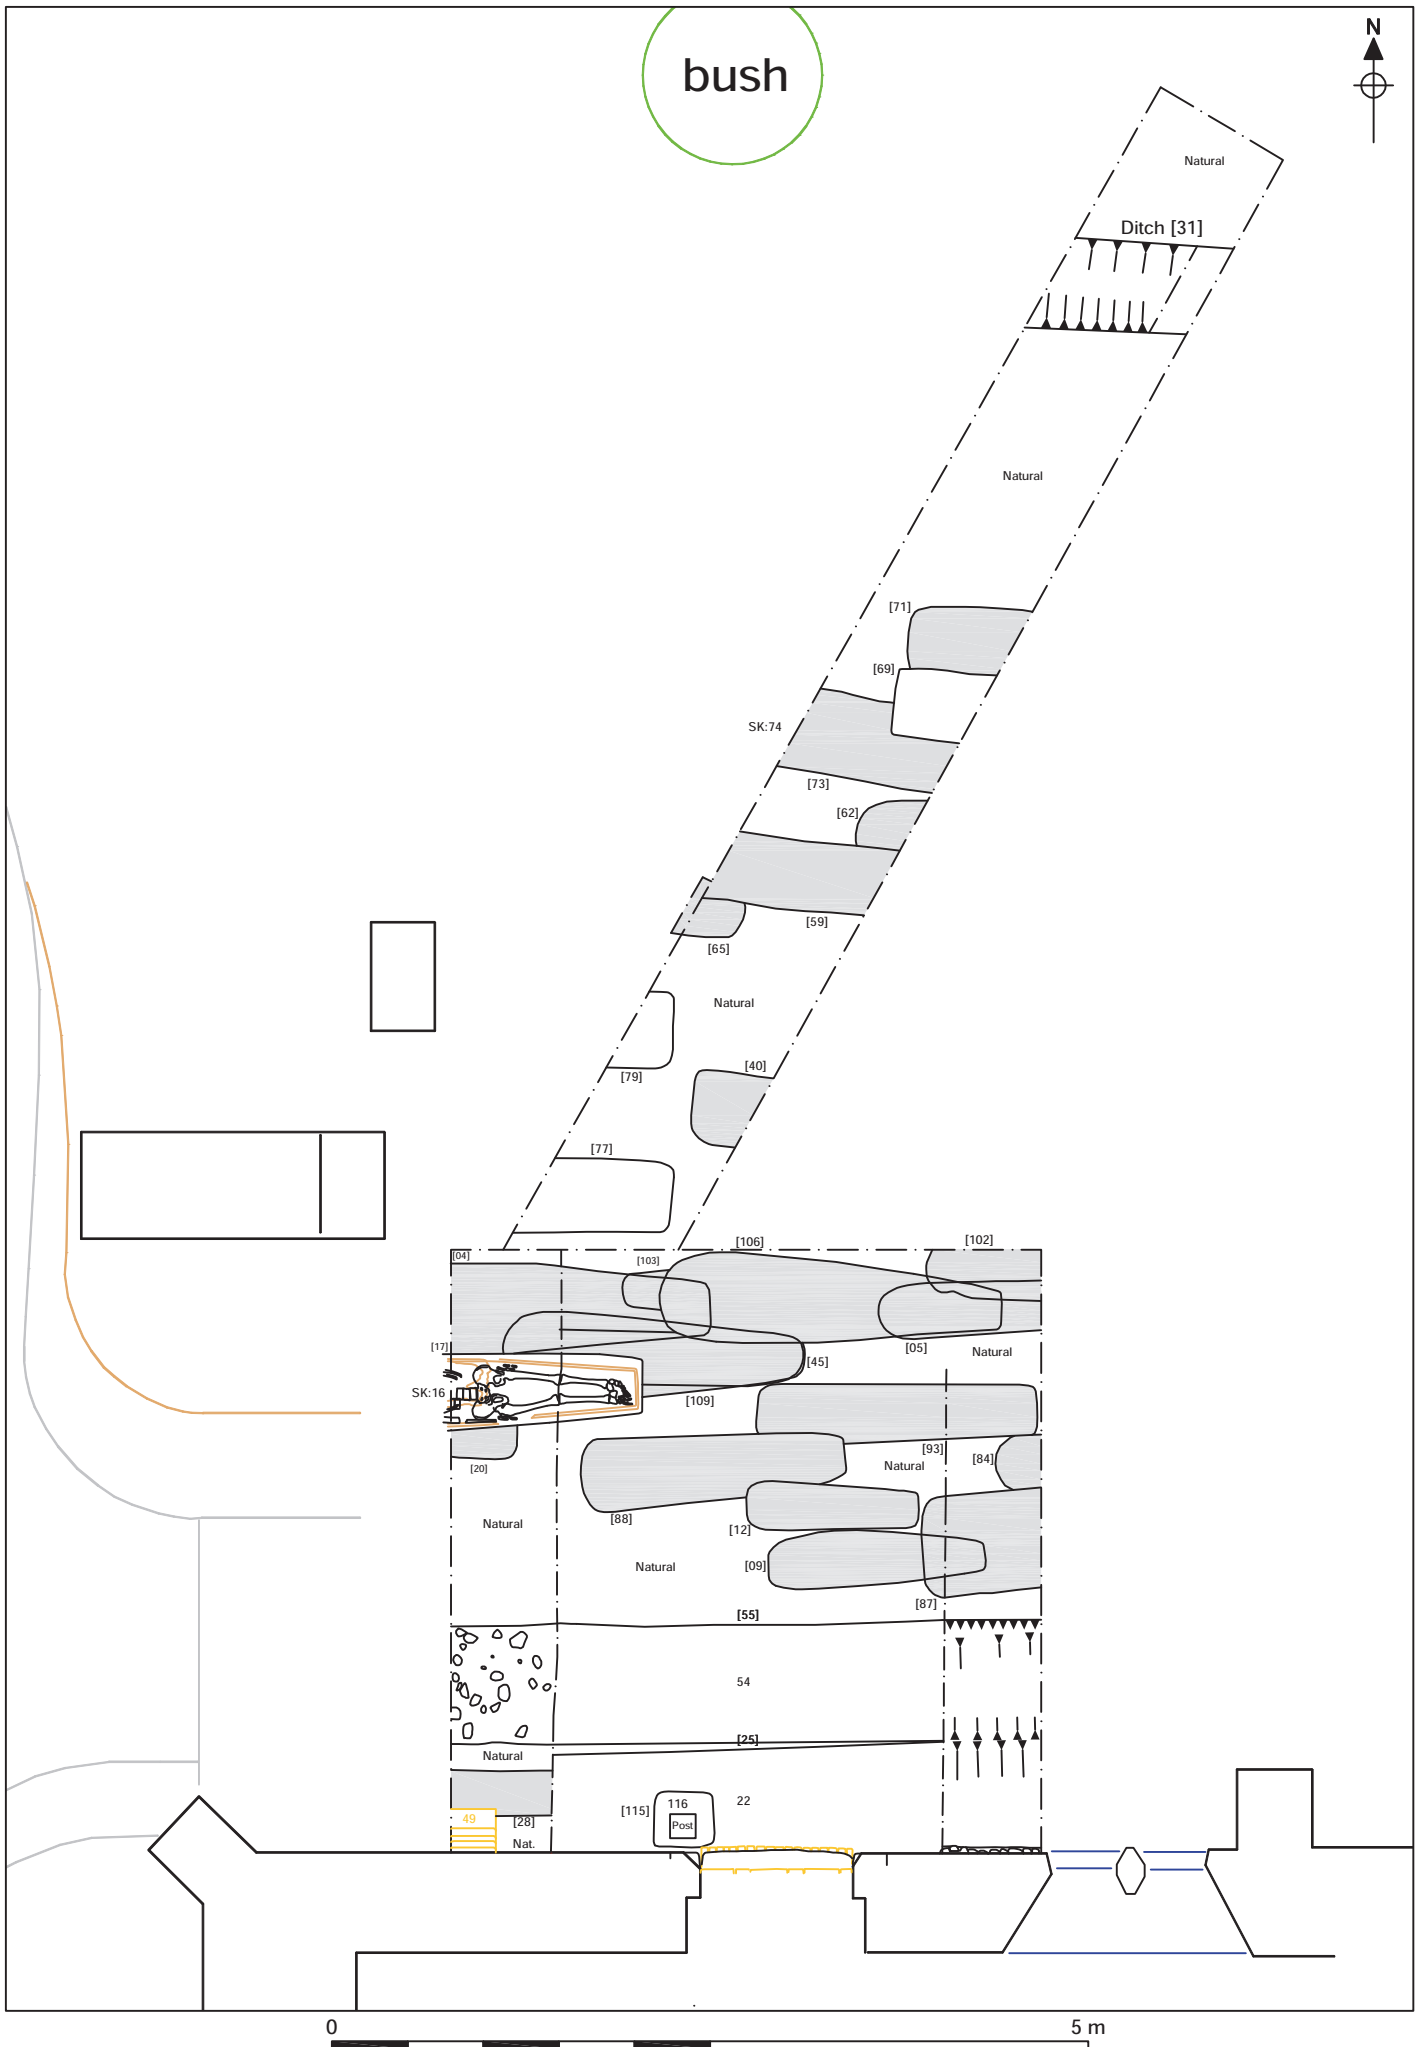 bush
N
Natural
Ditch [31]
Natural
[71]
[69]
SK:74
[73]
[62]
[59]
[65]
Natural
[40]
[79]
[77]
[106]
[102]
[04]
[103]
[17]
[05]
Natural
[45]
SK:16
[109]
[93]
[84]
[20]
Natural
[88]
Natural
[12]
Natural
[09]
[87]
[55]
54
[25]
Natural
22
116
[115]
49
[28]
Post
Nat.
0
5 m